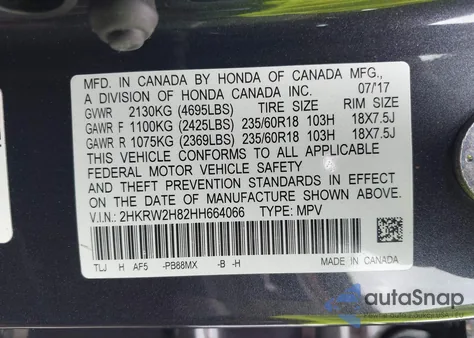 MFD. IN CANADA BY HONDA OF CANADA MFG.,
A DIVISION OF HONDA CANADA INC. 07/17
GVWR 2130KG (4695LBS) TIRE SIZE RIM SIZE
GAWR F 1100KG (2425LBS) 235/60R18 103H 18X7.5J
GAWR R 1075KG (2369LBS) 235/60R18 103H 18X7.5J
THIS VEHICLE CONFORMS TO ALL APPLICABLE
FEDERAL MOTOR VEHICLE SAFETY
AND THEFT PREVENTION STANDARDS IN EFFECT
ON THE DATE OF MANUFACTURE SHOWN ABOVE.
V.I.N.: 2HKRW2H82HH664066 TYPE: MPV
TLJ H AF5 -PB88MX -B -H MADE IN CANADA
autoSnap